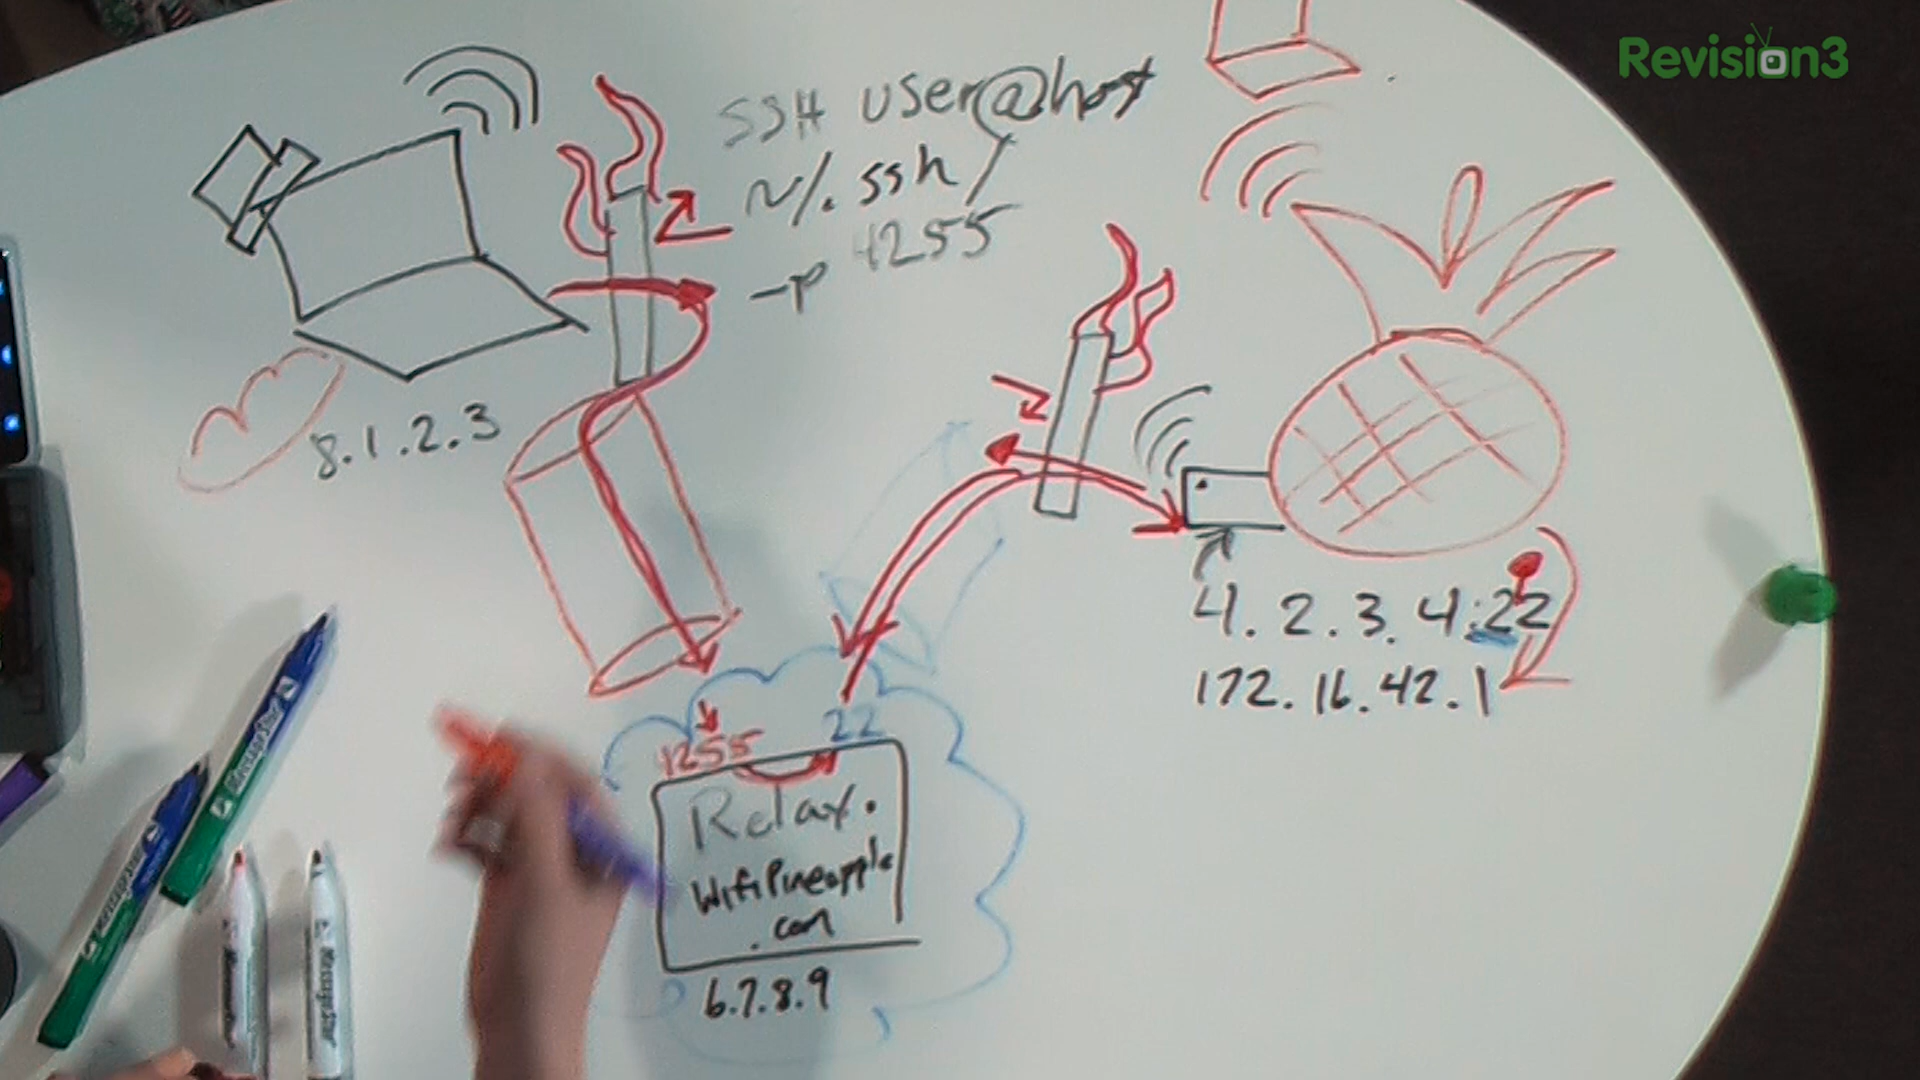 Revision3
SSH user@host
~/.ssh/
-p 4255
8.1.2.3
4.2.3.4:22
172.16.42.1
4255
22
Relax.
WifiPineapple
.com
6.7.8.9